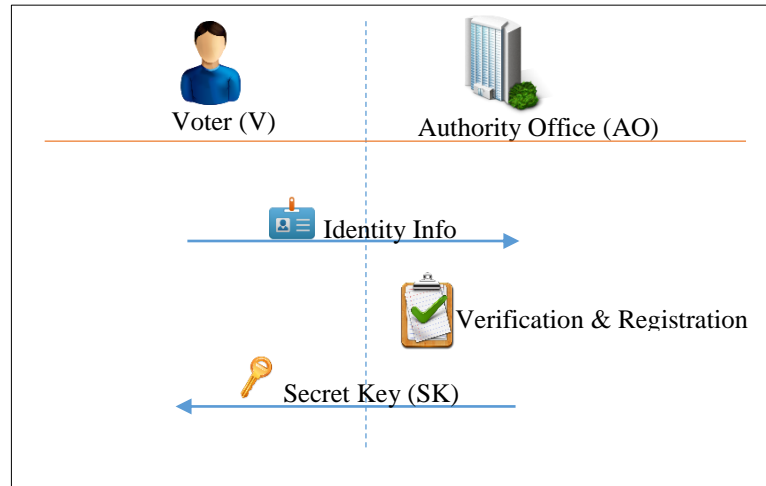 Voter (V)
Authority Office (AO)
Identity Info
Verification & Registration
Secret Key (SK)